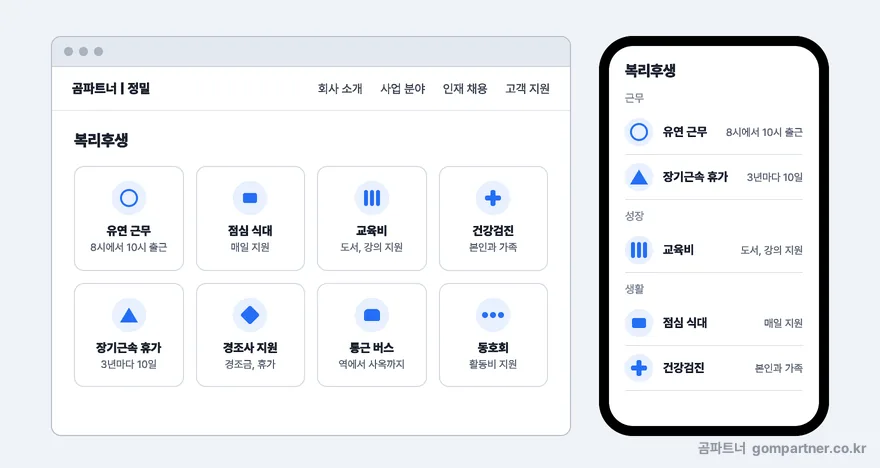 곰파트너 | 정밀
회사 소개 사업 분야 인재 채용 고객 지원
복리후생
유연 근무
8시에서 10시 출근
점심 식대
매일 지원
교육비
도서, 강의 지원
건강검진
본인과 가족
장기근속 휴가
3년마다 10일
경조사 지원
경조금, 휴가
통근 버스
역에서 사옥까지
동호회
활동비 지원
복리후생
근무
유연 근무 8시에서 10시 출근
장기근속 휴가 3년마다 10일
성장
교육비 도서, 강의 지원
생활
점심 식대 매일 지원
건강검진 본인과 가족
곰파트너 gompartner.co.kr